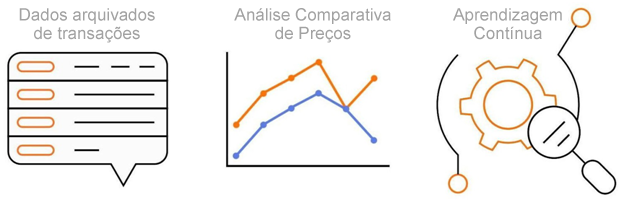 Dados arquivados
de transações
Análise Comparativa
de Preços
Aprendizagem
Contínua